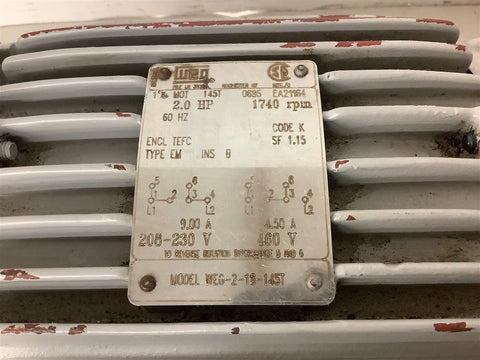 weg
MOT 145T 0695 EA21164
2.0 HP 1740 rpm
60 HZ
CODE K
ENCL TEFC SF 1.15
TYPE EM INS B
5 6 5 6
1 2 3 4 1 2 3 4
L1 L2 L1 L2
9.00 A 4.50 A
208-230 V 460 V
TO REVERSE ROTATION INTERCHANGE 5 AND 6
MODEL WEG-2-18-145T